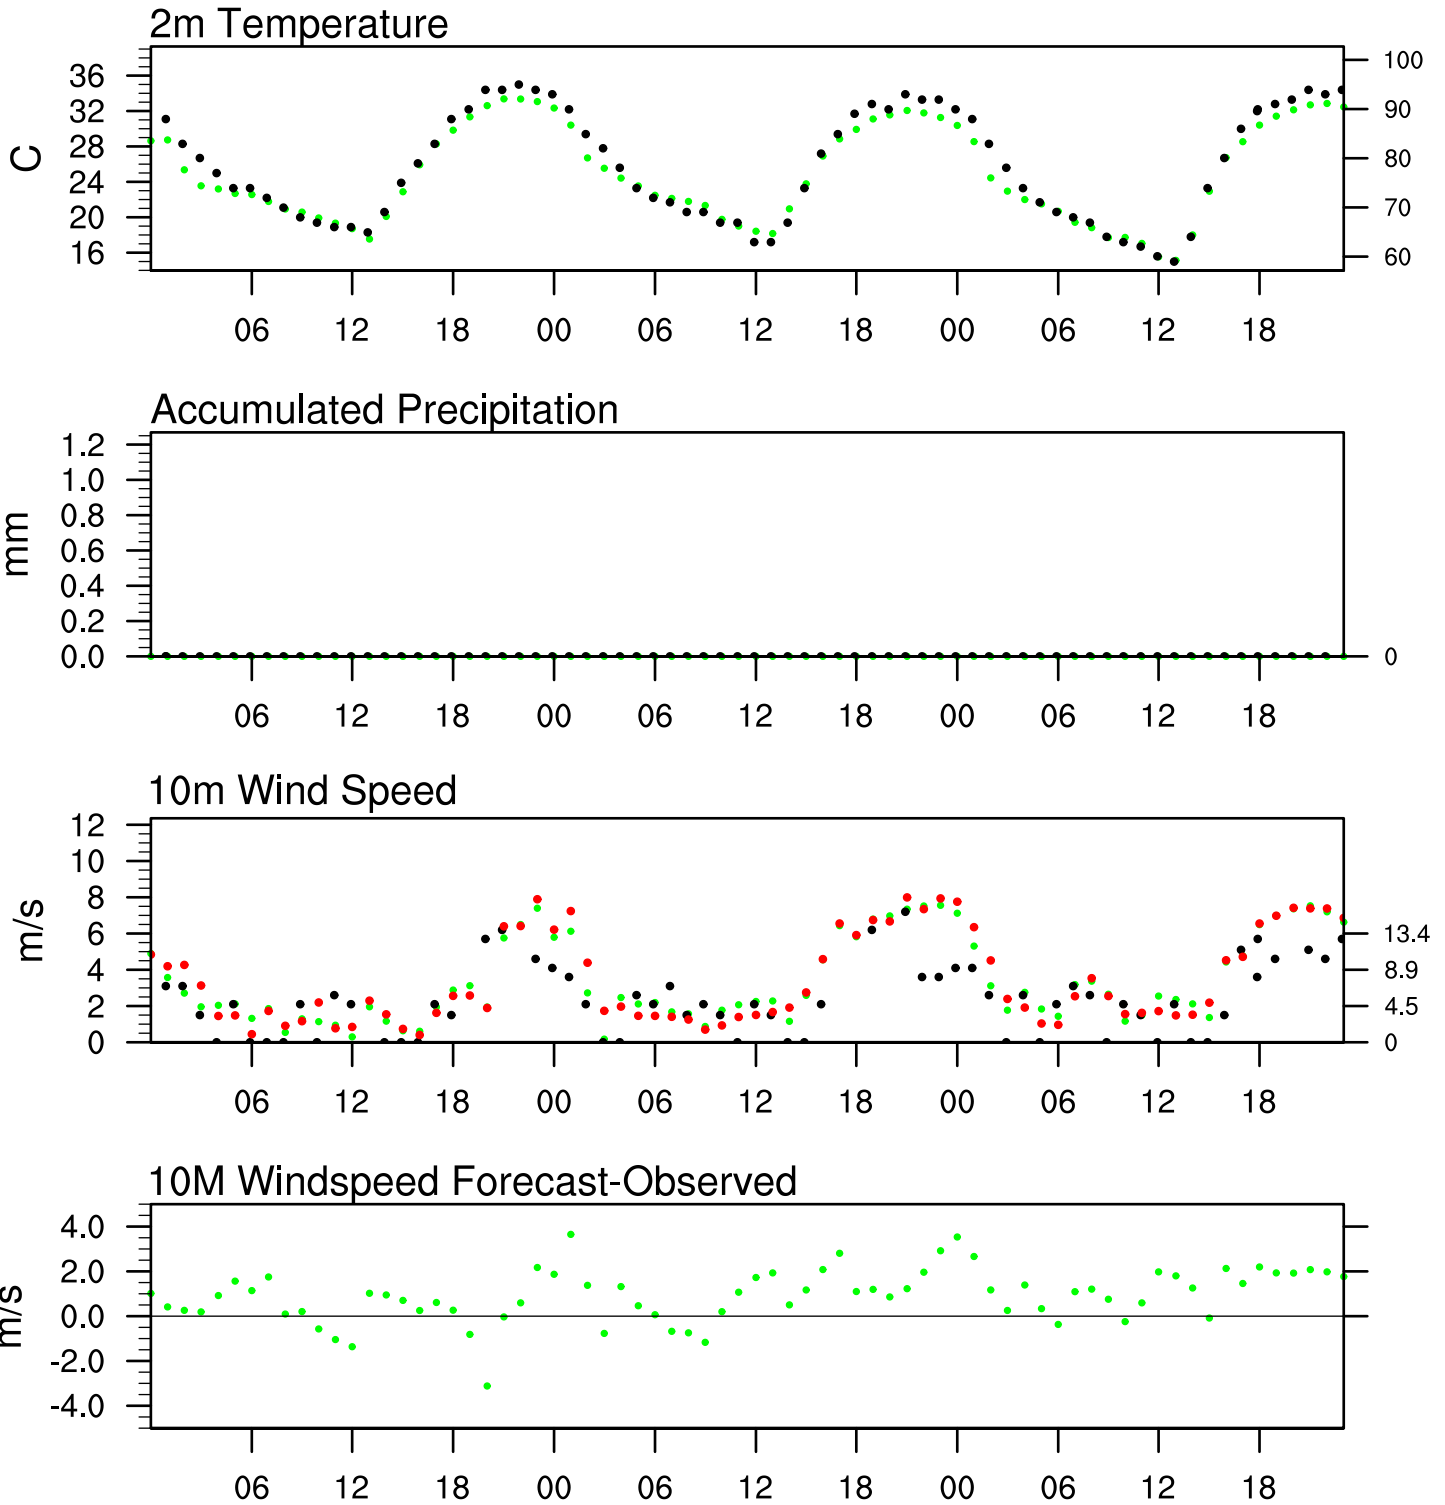 2m Temperature
36 100
32 90
28 80
24
20 70
16 60
C
06 12 18 00 06 12 18 00 06 12 18
Accumulated Precipitation
1.2
1.0
0.8
0.6
0.4
0.2
0.0 0
mm
06 12 18 00 06 12 18 00 06 12 18
10m Wind Speed
12
10
8
6 13.4
4 8.9
2 4.5
0 0
m/s
06 12 18 00 06 12 18 00 06 12 18
10M Windspeed Forecast-Observed
4.0
2.0
0.0
-2.0
-4.0
m/s
06 12 18 00 06 12 18 00 06 12 18